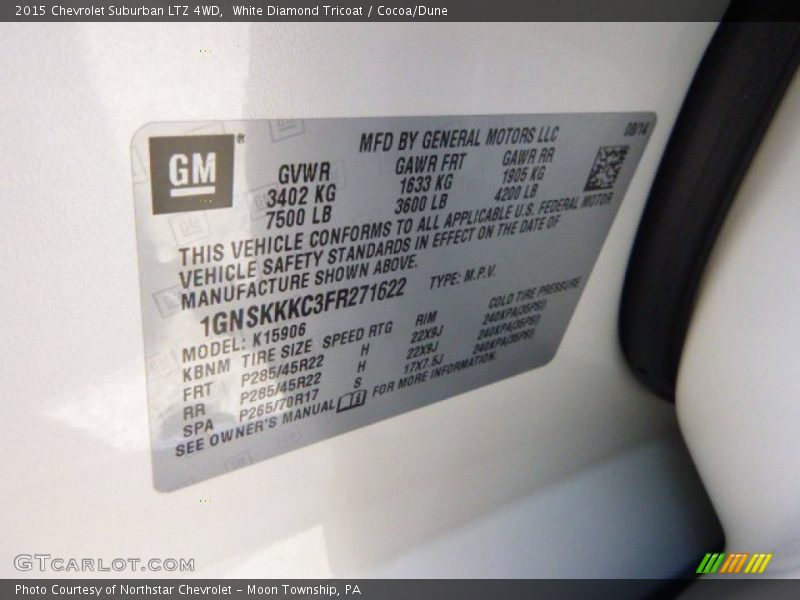 2015 Chevrolet Suburban LTZ 4WD, White Diamond Tricoat / Cocoa/Dune
GM®
MFD BY GENERAL MOTORS LLC 08/14
GVWR GAWR FRT GAWR RR
3402 KG 1633 KG 1905 KG
7500 LB 3600 LB 4200 LB
THIS VEHICLE CONFORMS TO ALL APPLICABLE U.S. FEDERAL MOTOR
VEHICLE SAFETY STANDARDS IN EFFECT ON THE DATE OF
MANUFACTURE SHOWN ABOVE.
1GNSKKKC3FR271622 TYPE: M.P.V.
MODEL: K15906
KBNM TIRE SIZE SPEED RTG RIM COLD TIRE PRESSURE
FRT P285/45R22 H 22X9J 240KPA(35PSI)
RR P285/45R22 H 22X9J 240KPA(35PSI)
SPA P265/70R17 S 17X7.5J 240KPA(35PSI)
SEE OWNER'S MANUAL FOR MORE INFORMATION.
GTCARLOT.COM
Photo Courtesy of Northstar Chevrolet - Moon Township, PA